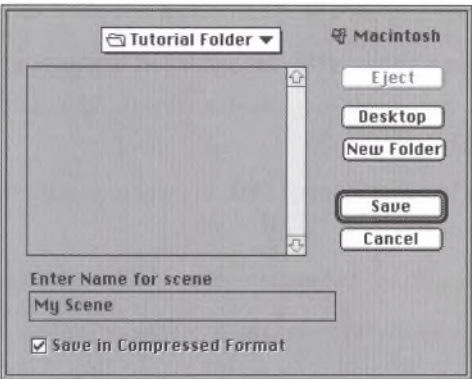 Tutorial Folder
Macintosh
Eject
Desktop
New Folder
Save
Cancel
Enter Name for scene
My Scene
Save in Compressed Format